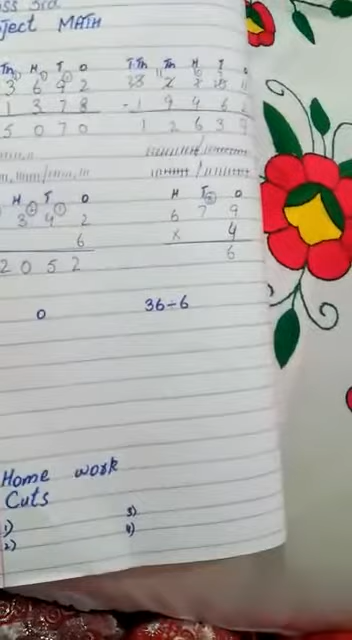 ject MATH
Th H T O T.Th Th H T O
3 6 9 2
1 3 7 8 - 1 9 4 6 2
5 0 7 0 1 2 6 3 9
H T O H T O
3 4 2 6 7 9
6 x 4
2 0 5 2 6
0 36÷6
Home work
Cuts
1) 3)
2) 4)